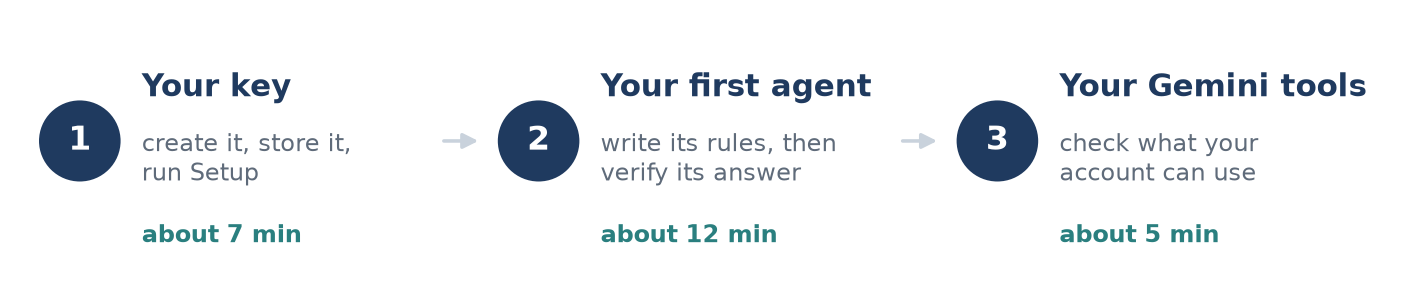 1
Your key
create it, store it,
run Setup
about 7 min
2
Your first agent
write its rules, then
verify its answer
about 12 min
3
Your Gemini tools
check what your
account can use
about 5 min